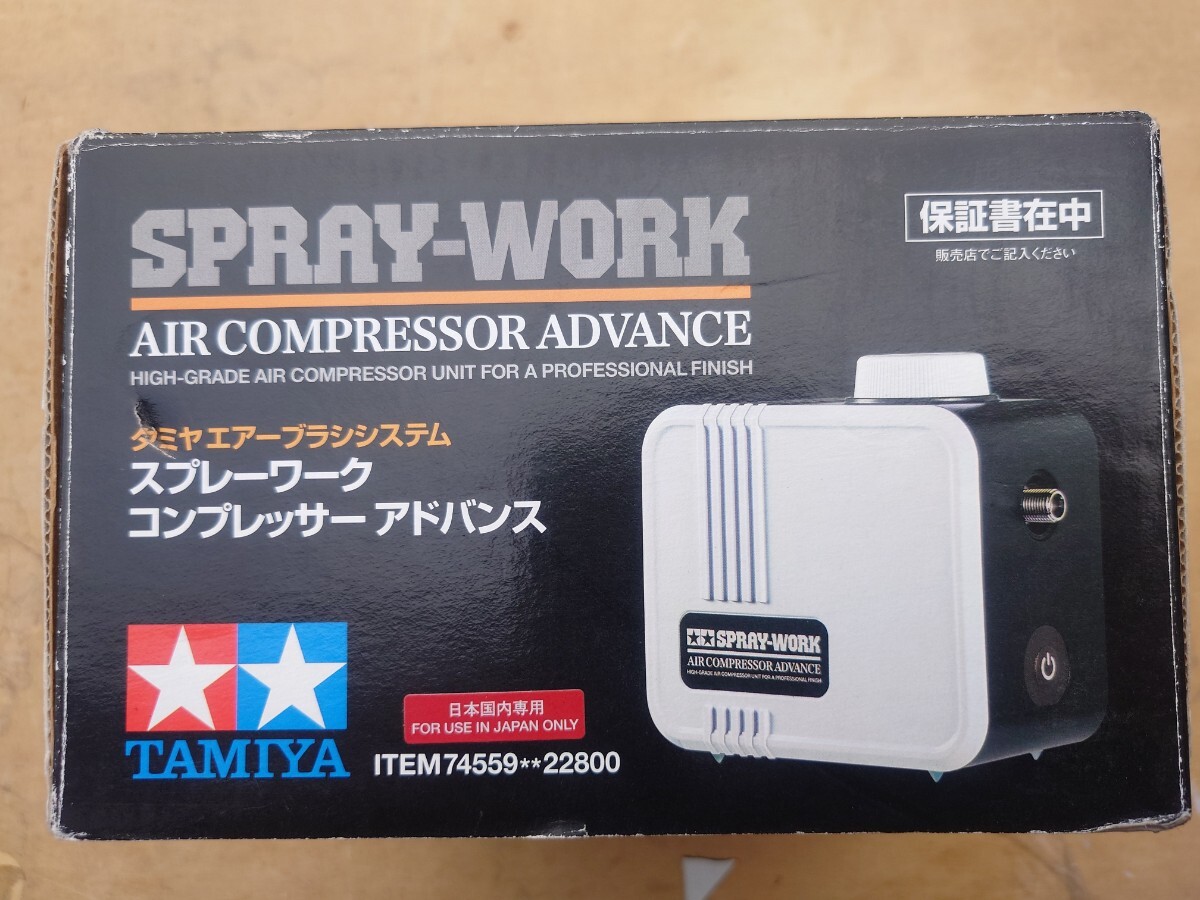 SPRAY-WORK
AIR COMPRESSOR ADVANCE
HIGH-GRADE AIR COMPRESSOR UNIT FOR A PROFESSIONAL FINISH
タミヤエアーブラシシステム
スプレーワーク
コンプレッサー アドバンス
保証書在中
販売店でご記入ください
SPRAY-WORK
AIR COMPRESSOR ADVANCE
HIGH-GRADE AIR COMPRESSOR UNIT FOR A PROFESSIONAL FINISH
TAMIYA
日本国内専用
FOR USE IN JAPAN ONLY
ITEM 74559**22800